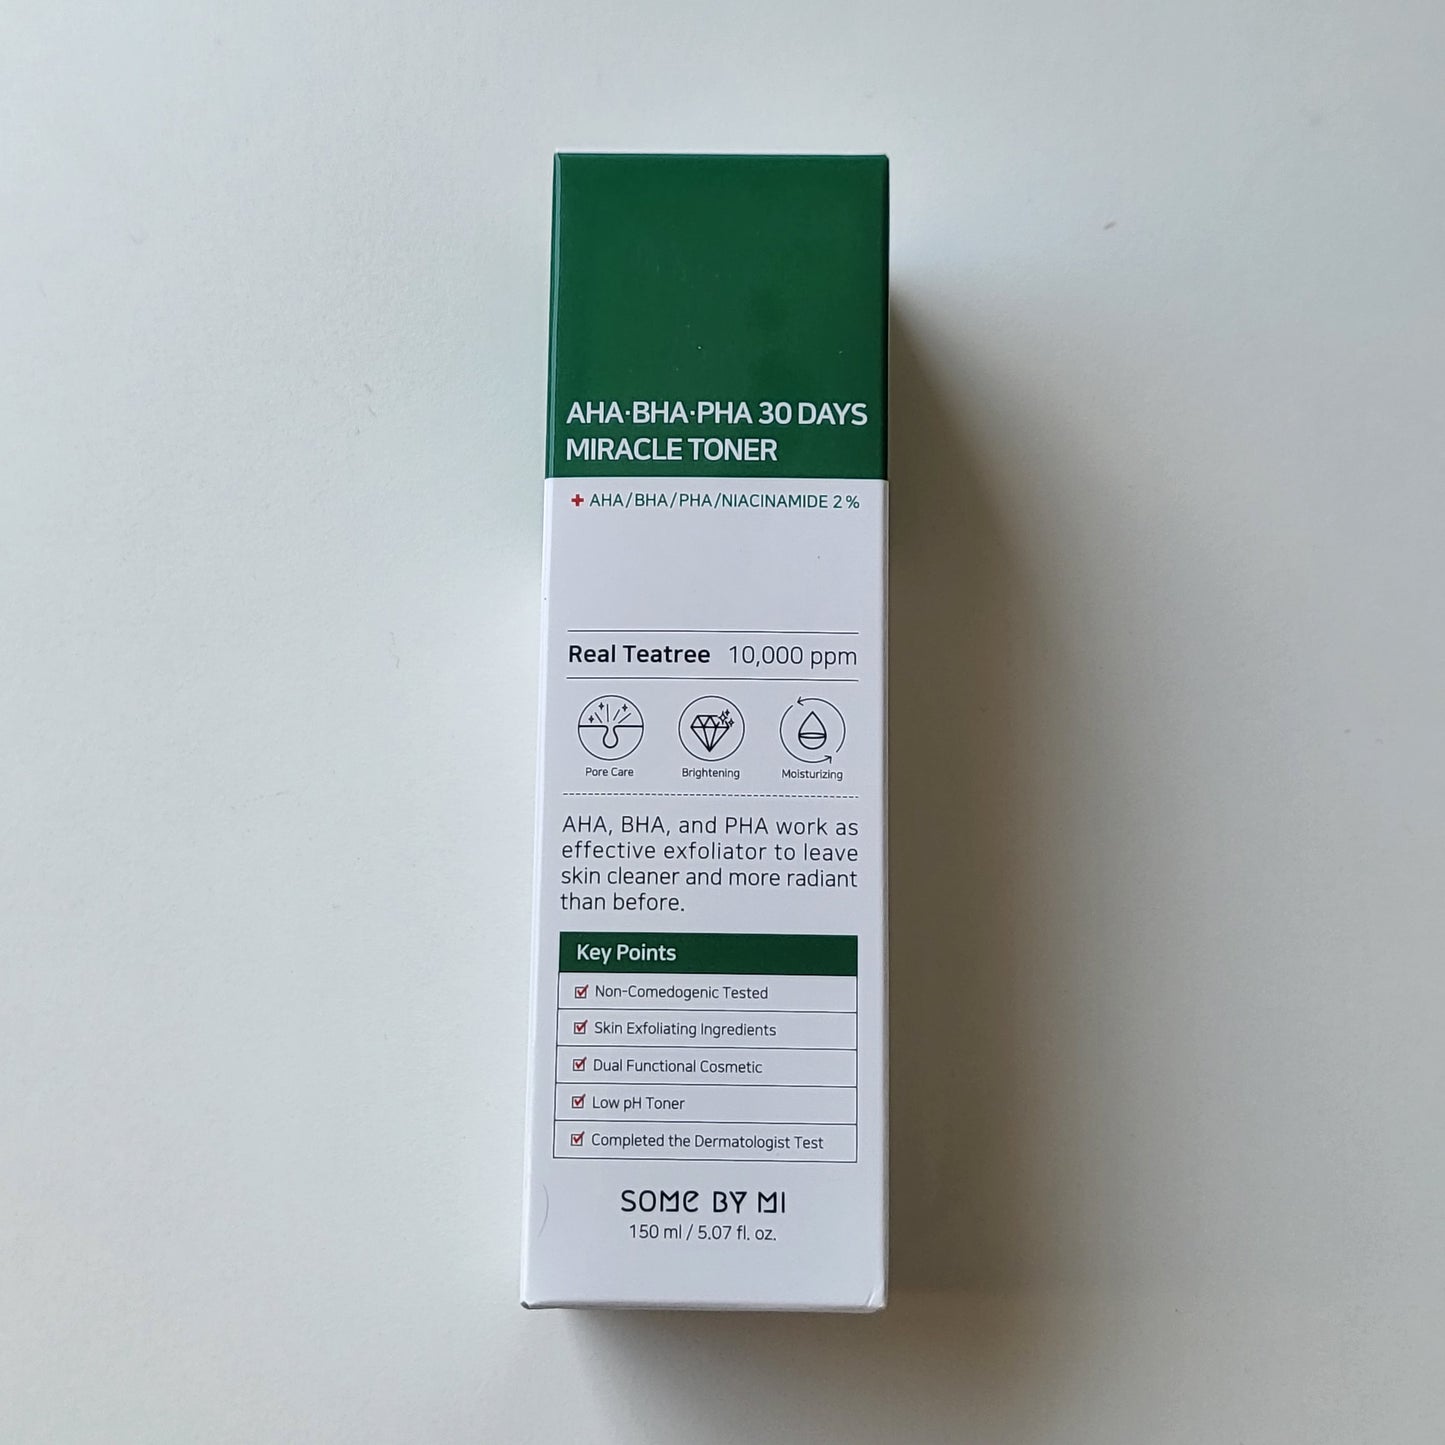 AHA·BHA·PHA 30 DAYS
MIRACLE TONER
AHA/BHA/PHA/NIACINAMIDE 2%
Real Teatree 10,000 ppm
Pore Care Brightening Moisturizing
AHA, BHA, and PHA work as
effective exfoliator to leave
skin cleaner and more radiant
than before.
Key Points
Non-Comedogenic Tested
Skin Exfoliating Ingredients
Dual Functional Cosmetic
Low pH Toner
Completed the Dermatologist Test
SOME BY MI
150 ml / 5.07 fl. oz.